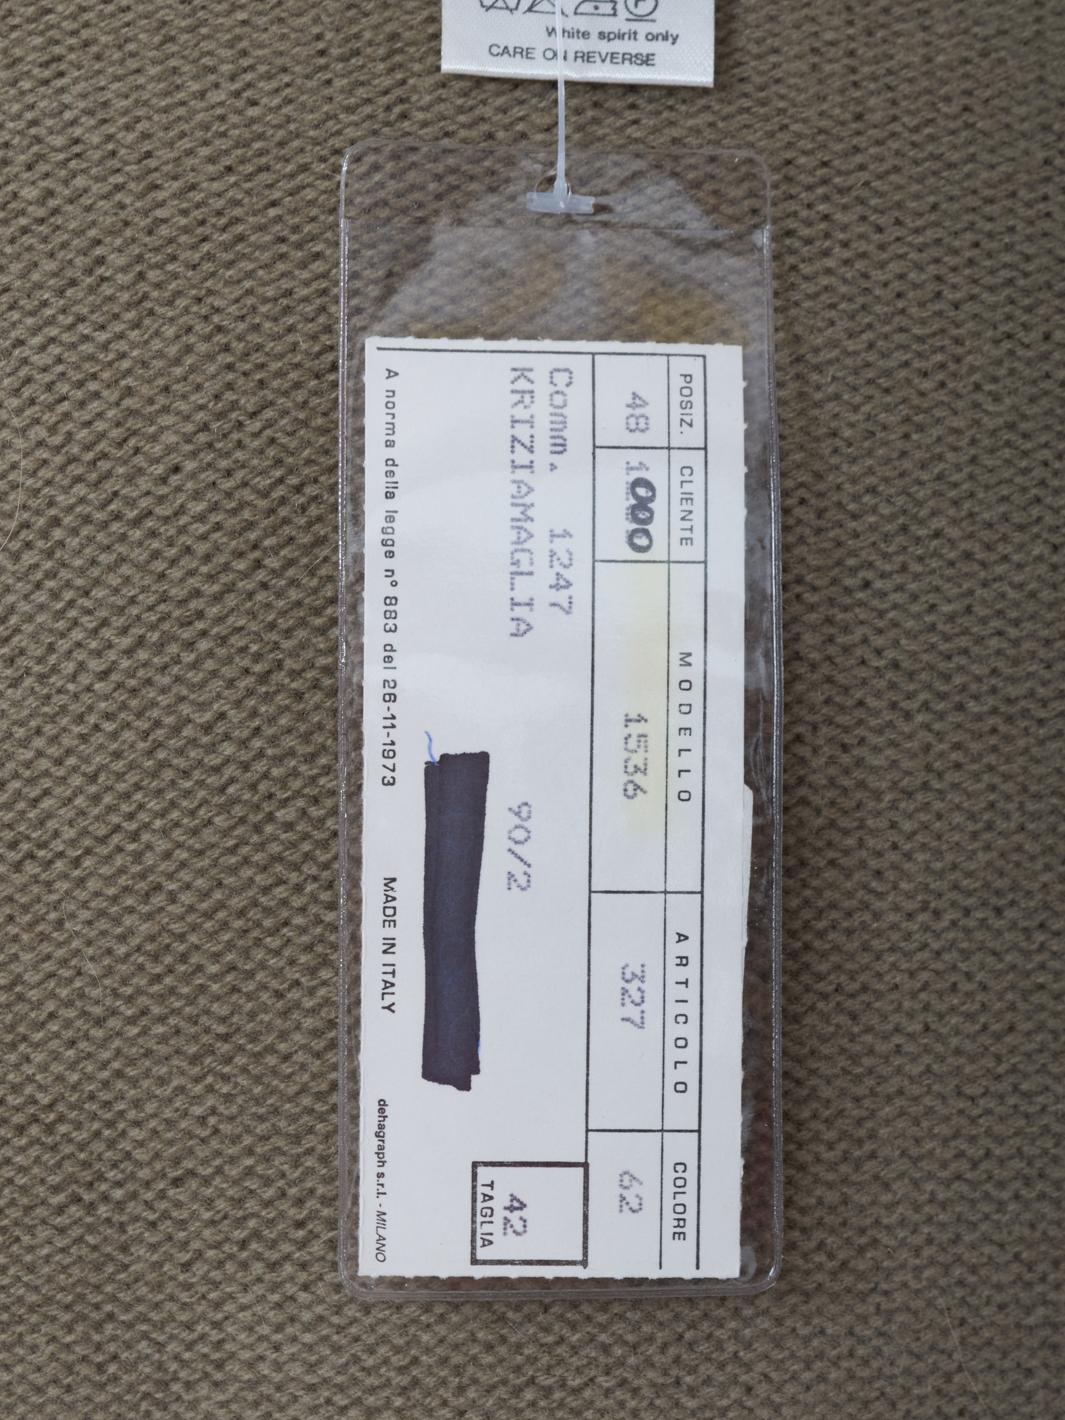 White spirit only
CARE ON REVERSE
POSIZ. CLIENTE MODELLO ARTICOLO COLORE
48 1000 1536 327 62
Comm. 1247
KRIZIAMAGLIA 90/2 42
TAGLIA
A norma della legge n° 883 del 26-11-1973 MADE IN ITALY dehagraph s.r.l. - MILANO